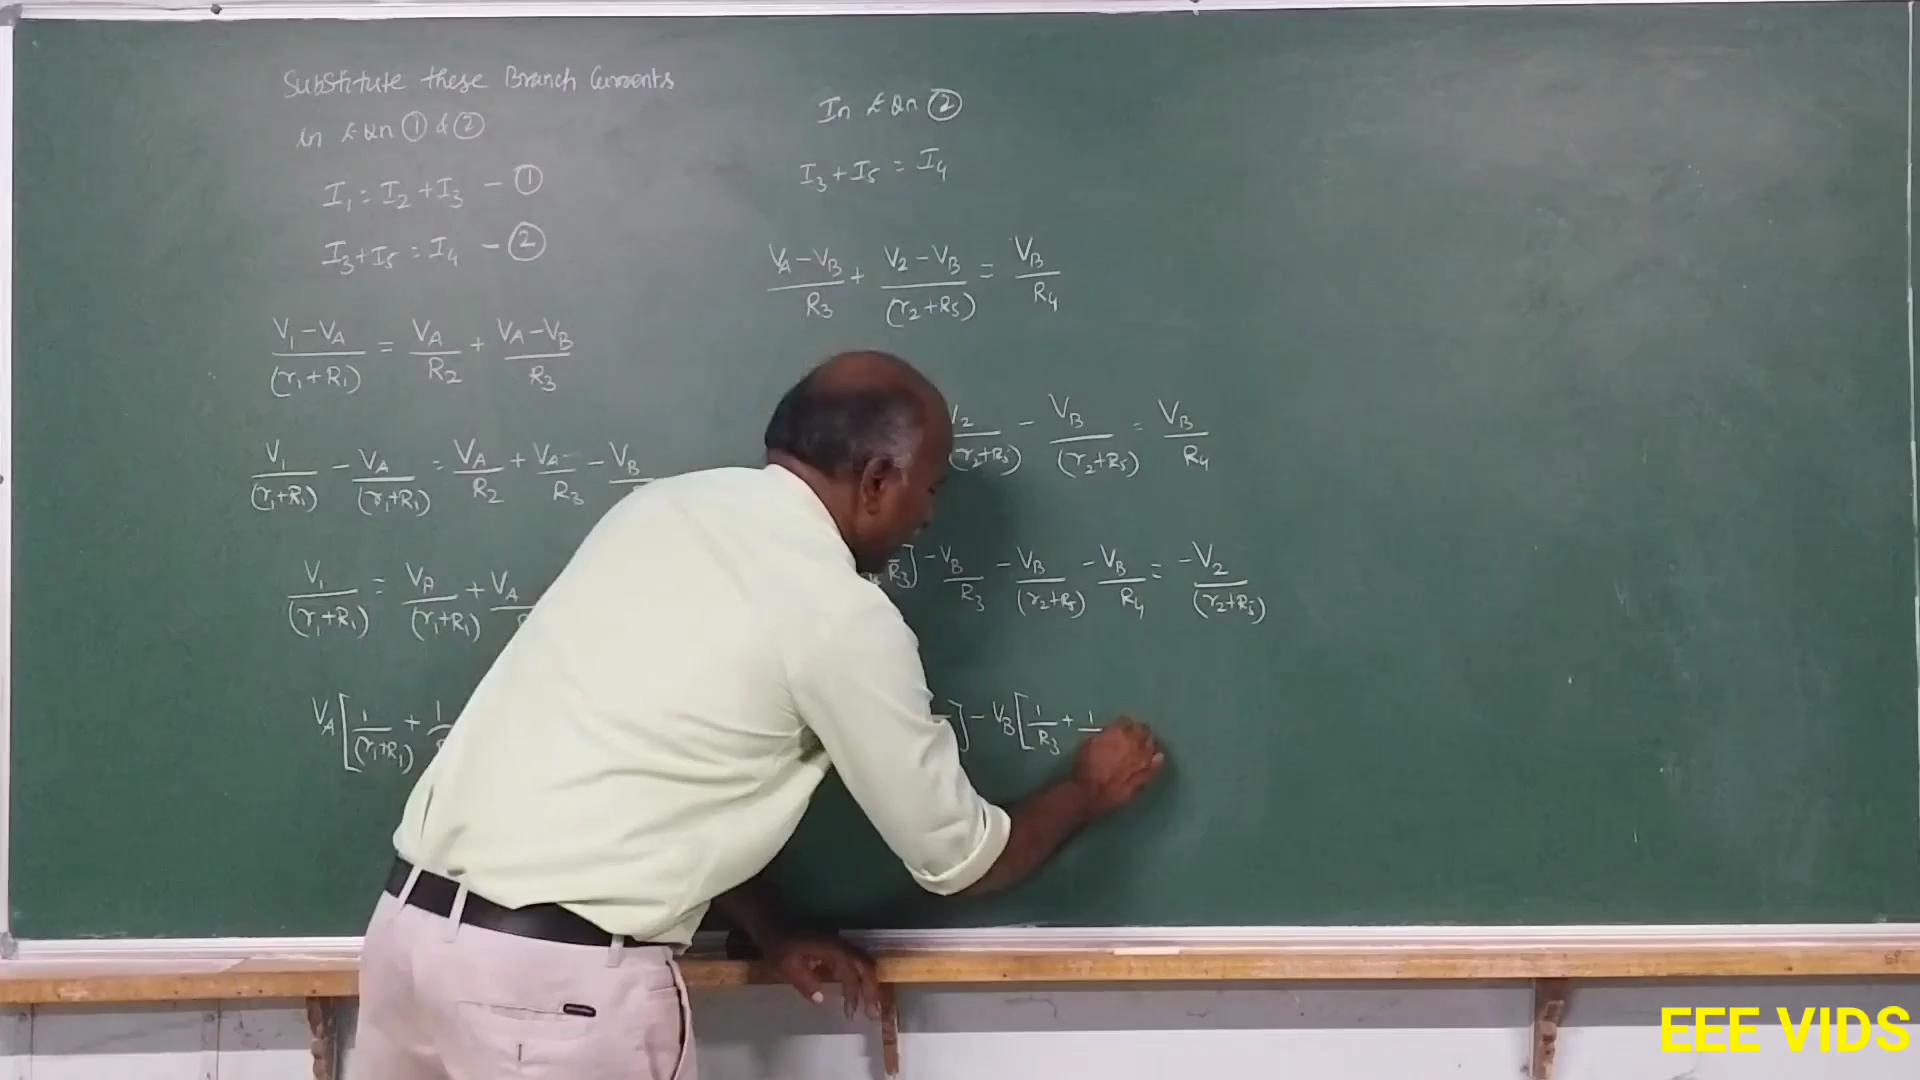 Substitute these Branch Currents
in EQn ① & ②
I₁ = I₂ + I₃ - ①
I₃ + I₅ = I₄ - ②
(V₁ - V_A)/(r₁+R₁) = V_A/R₂ + (V_A - V_B)/R₃
V₁/(r₁+R₁) - V_A/(r₁+R₁) = V_A/R₂ + V_A/R₃ - V_B/
V₁/(r₁+R₁) = V_A/(r₁+R₁) + V_A/
V_A[1/(r₁+R₁) + 1/
In EQn ②
I₃ + I₅ = I₄
(V_A - V_B)/R₃ + (V₂ - V_B)/(r₂+R₅) = V_B/R₄
V₂/(r₂+R₅) - V_B/(r₂+R₅) = V_B/R₄
R₃] - V_B/R₃ - V_B/(r₂+R₅) - V_B/R₄ = -V₂/(r₂+R₅)
] - V_B[1/R₃ + 1/
EEE VIDS